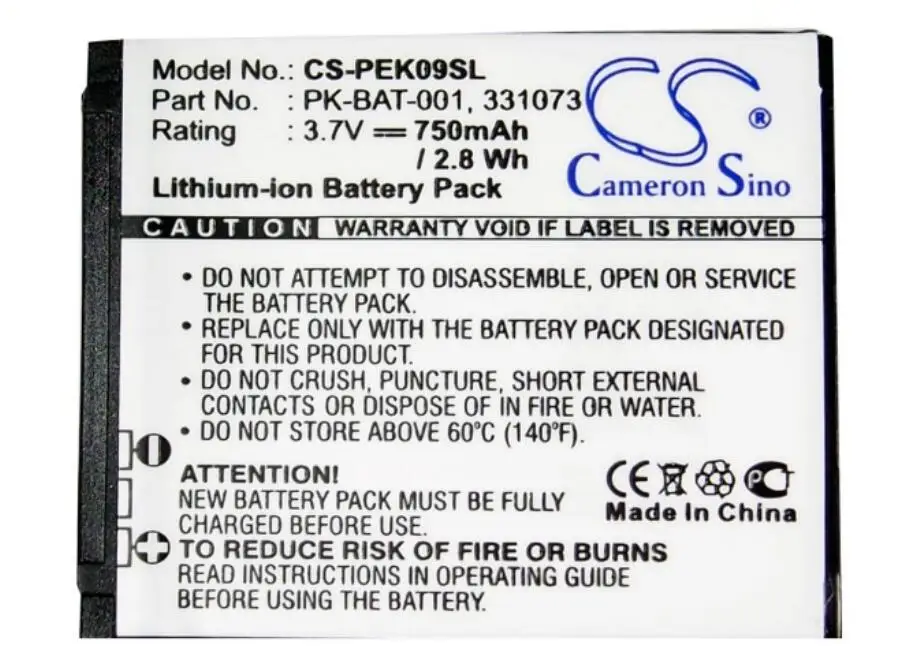 Model No.: CS-PEK09SL
Part No. : PK-BAT-001, 331073
Rating : 3.7V 750mAh
/ 2.8 Wh
Lithium-ion Battery Pack
CS ®
Cameron Sino
CAUTION WARRANTY VOID IF LABEL IS REMOVED
• DO NOT ATTEMPT TO DISASSEMBLE, OPEN OR SERVICE
THE BATTERY PACK.
• REPLACE ONLY WITH THE BATTERY PACK DESIGNATED
FOR THIS PRODUCT.
• DO NOT CRUSH, PUNCTURE, SHORT EXTERNAL
CONTACTS OR DISPOSE OF IN FIRE OR WATER.
• DO NOT STORE ABOVE 60°C (140°F).
ATTENTION!
NEW BATTERY PACK MUST BE FULLY
CHARGED BEFORE USE.
TO REDUCE RISK OF FIRE OR BURNS
READ INSTRUCTION IN OPERATING GUIDE
BEFORE USING THE BATTERY.
CE
Made In China